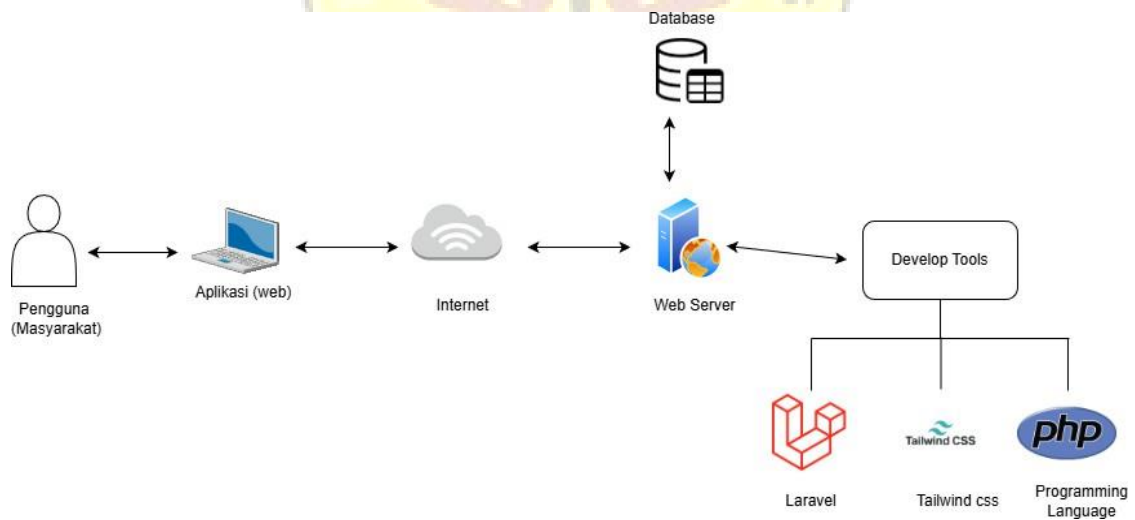 Database
Develop Tools
Aplikasi (web)
Internet
Web Server
Pengguna
(Masyarakat)
Tailwind CSS
php
Laravel
Tailwind css
Programming
Language